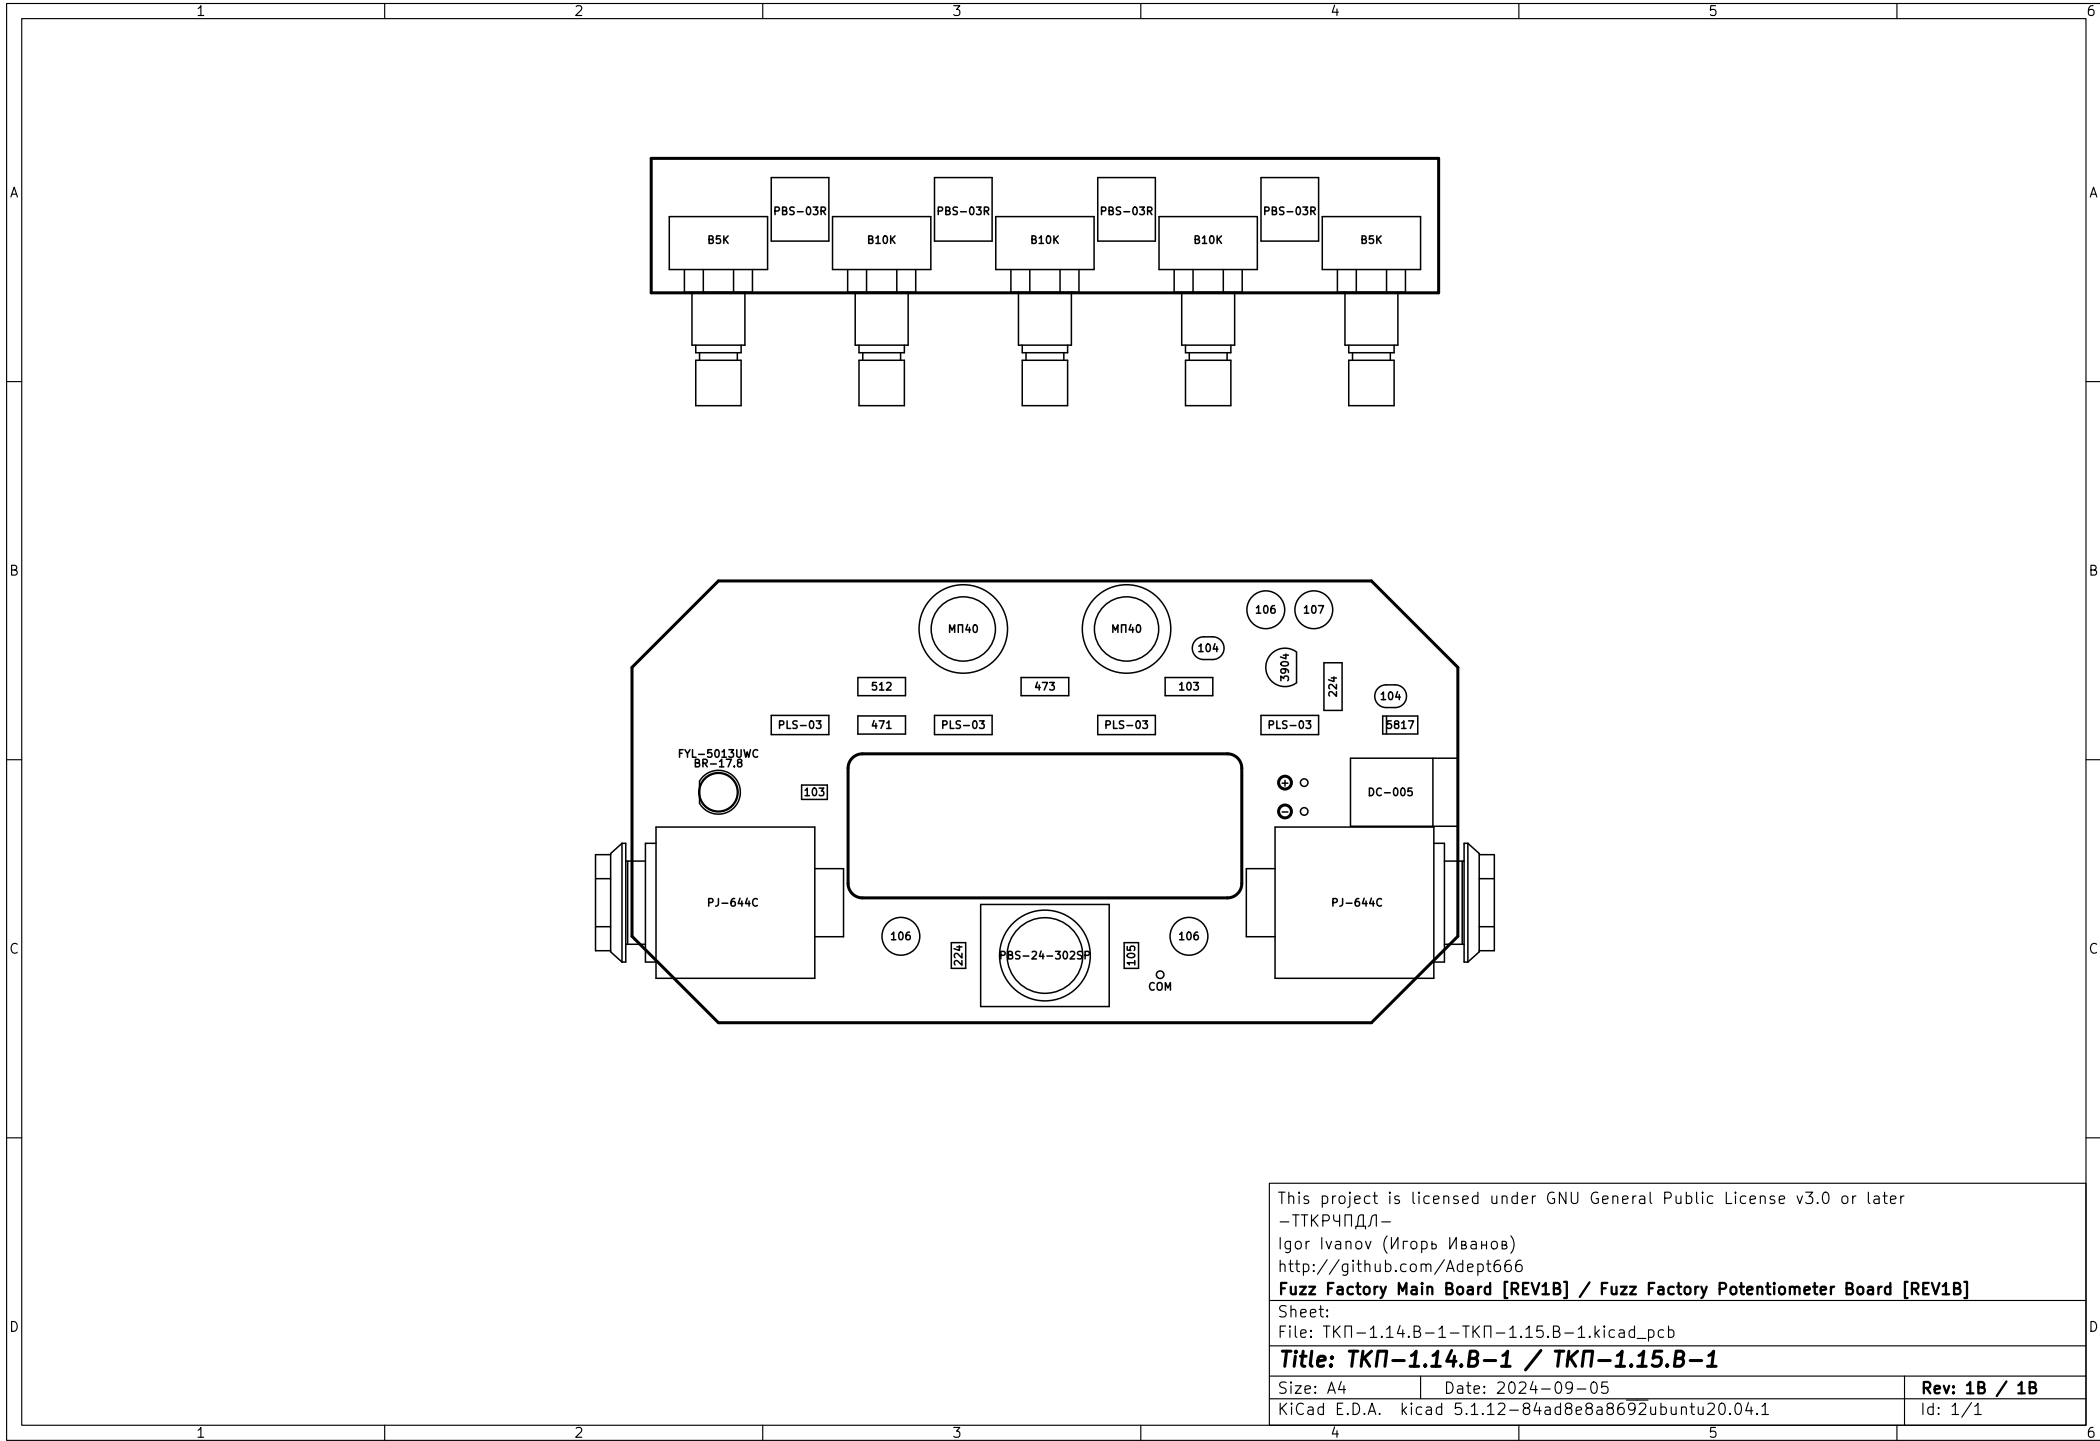 1 2 3 4 5 6
A A
PBS-03R PBS-03R PBS-03R PBS-03R
B5K B10K B10K B10K B5K
B B
106 107
МП40 МП40
104
3904
512 473 103 224
104
PLS-03 471 PLS-03 PLS-03 PLS-03 5817
FYL-5013UWC
BR-17.8
+
103 DC-005
-
PJ-644C PJ-644C
106 106
C C
224 PBS-24-302SP 105
COM
This project is licensed under GNU General Public License v3.0 or later
-ТТКРЧПДЛ-
Igor Ivanov (Игорь Иванов)
http://github.com/Adept666
Fuzz Factory Main Board [REV1B] / Fuzz Factory Potentiometer Board [REV1B]
Sheet:
D D
File: ТКП-1.14.B-1-ТКП-1.15.B-1.kicad_pcb
Title: ТКП-1.14.B-1 / ТКП-1.15.B-1
Size: A4 Date: 2024-09-05 Rev: 1B / 1B
KiCad E.D.A. kicad 5.1.12-84ad8e8a8692ubuntu20.04.1 Id: 1/1
1 2 3 4 5 6